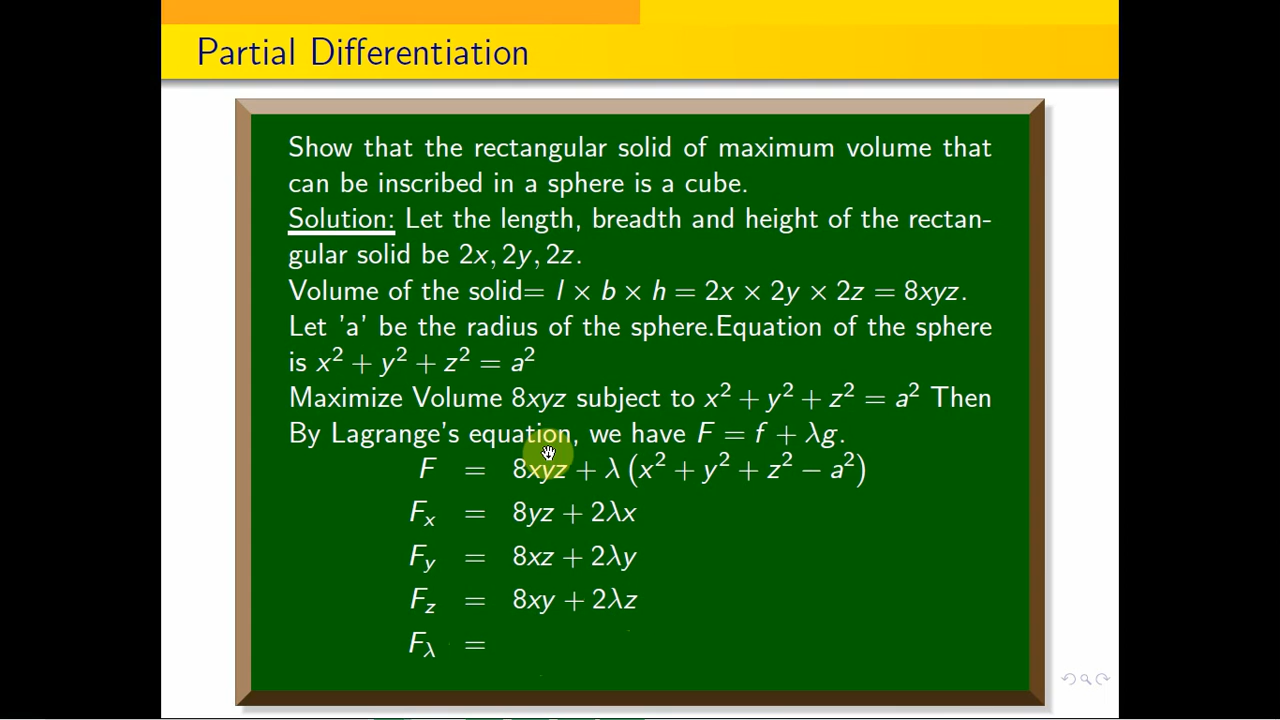 Partial Differentiation
Show that the rectangular solid of maximum volume that
can be inscribed in a sphere is a cube.
Solution: Let the length, breadth and height of the rectan-
gular solid be 2x, 2y, 2z.
Volume of the solid= l × b × h = 2x × 2y × 2z = 8xyz.
Let 'a' be the radius of the sphere.Equation of the sphere
is x² + y² + z² = a²
Maximize Volume 8xyz subject to x² + y² + z² = a² Then
By Lagrange's equation, we have F = f + λg.
F = 8xyz + λ (x² + y² + z² − a²)
Fₓ = 8yz + 2λx
F_y = 8xz + 2λy
F_z = 8xy + 2λz
F_λ =